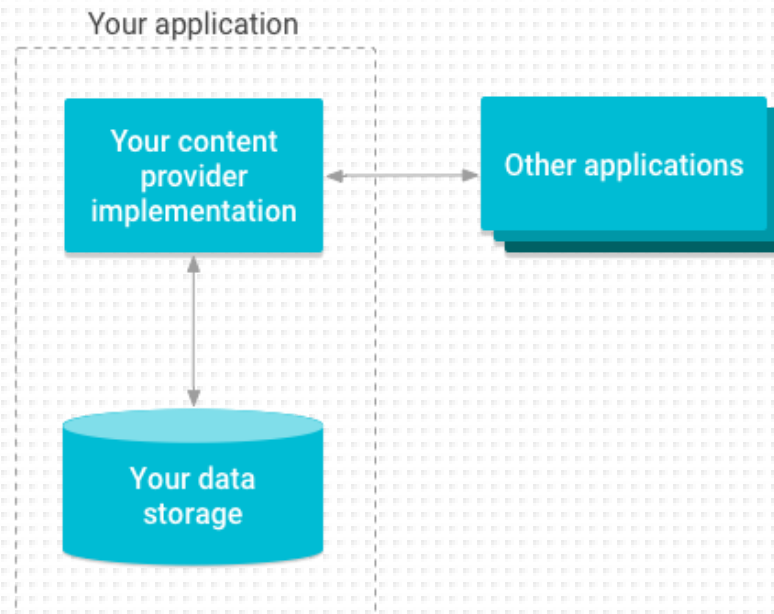 Your application
Your content
provider
implementation
Other applications
Your data
storage